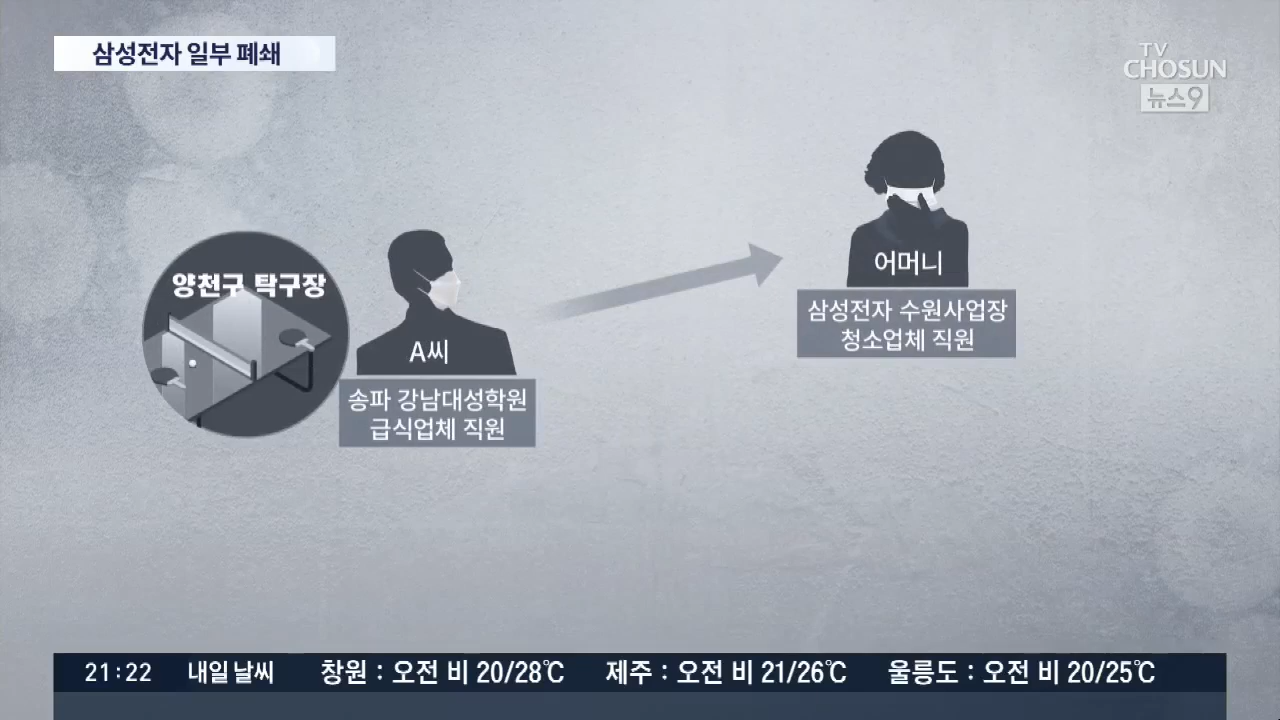 삼성전자 일부 폐쇄
TV
CHOSUN
뉴스9
어머니
삼성전자 수원사업장
청소업체 직원
양천구 탁구장
A씨
송파 강남대성학원
급식업체 직원
21:22 내일 날씨 창원 : 오전 비 20/28℃ 제주 : 오전 비 21/26℃ 울릉도 : 오전 비 20/25℃